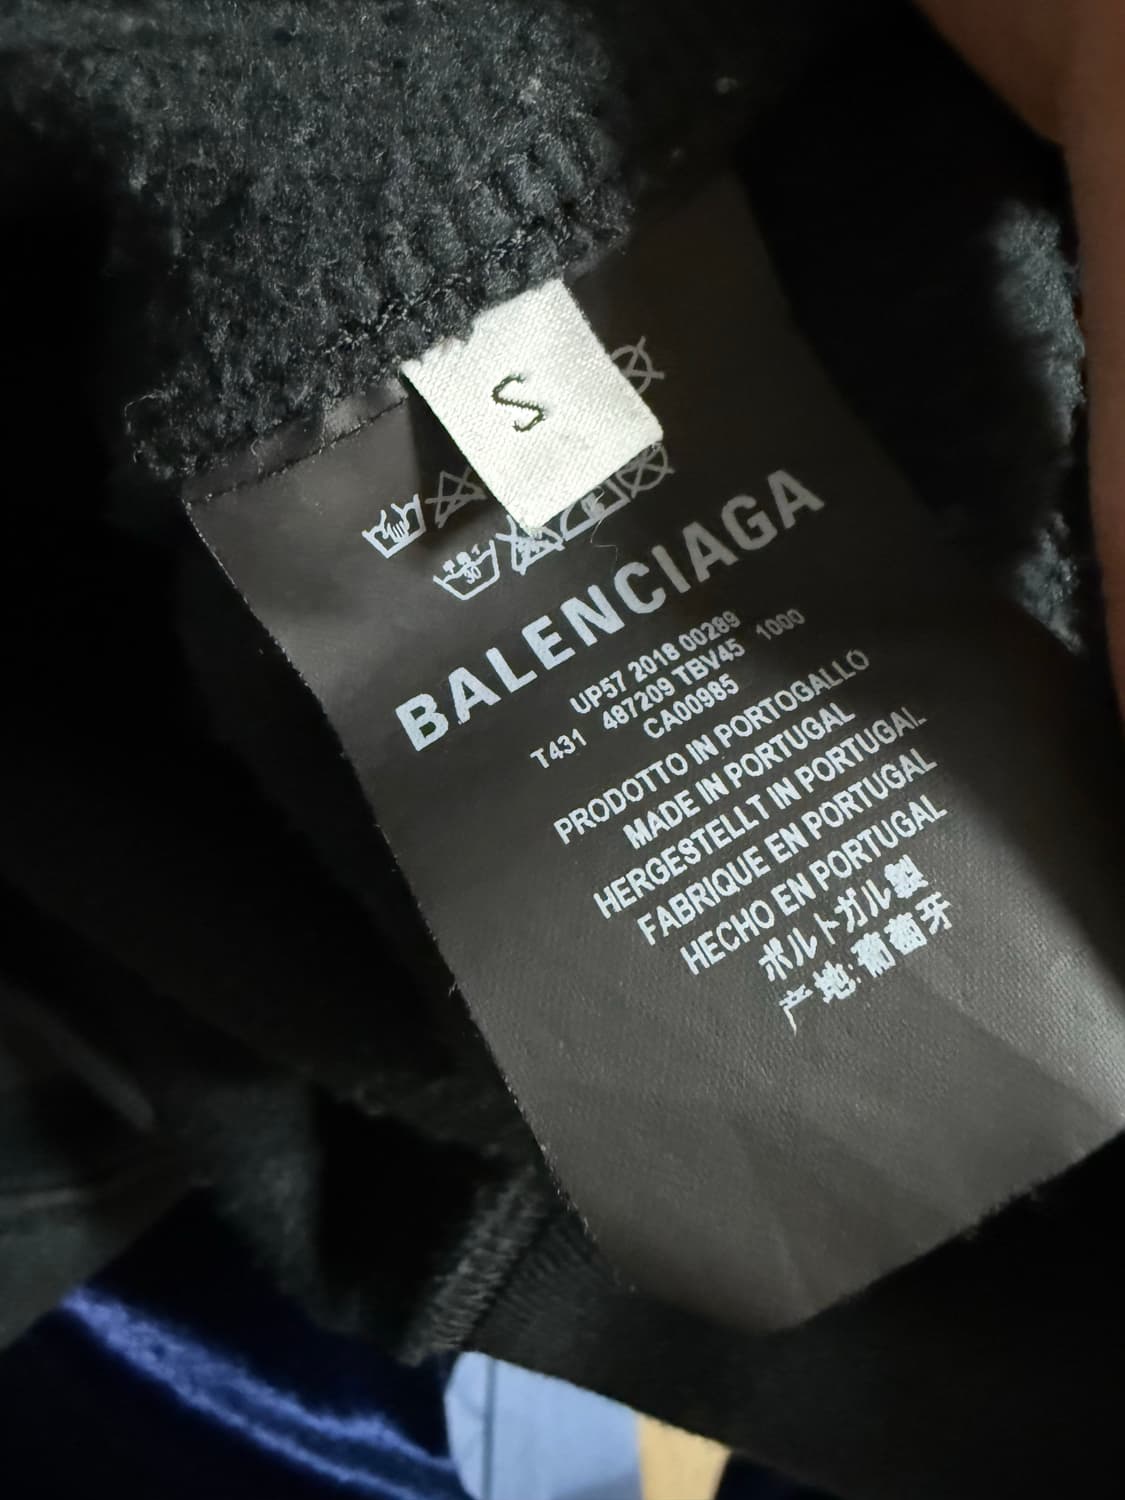 S
30
BALENCIAGA
UP57 2018 00289
T431 487209 TBV45 1000
CA00985
PRODOTTO IN PORTOGALLO
MADE IN PORTUGAL
HERGESTELLT IN PORTUGAL
FABRIQUE EN PORTUGAL
HECHO EN PORTUGAL
ポルトガル製
产地:葡萄牙